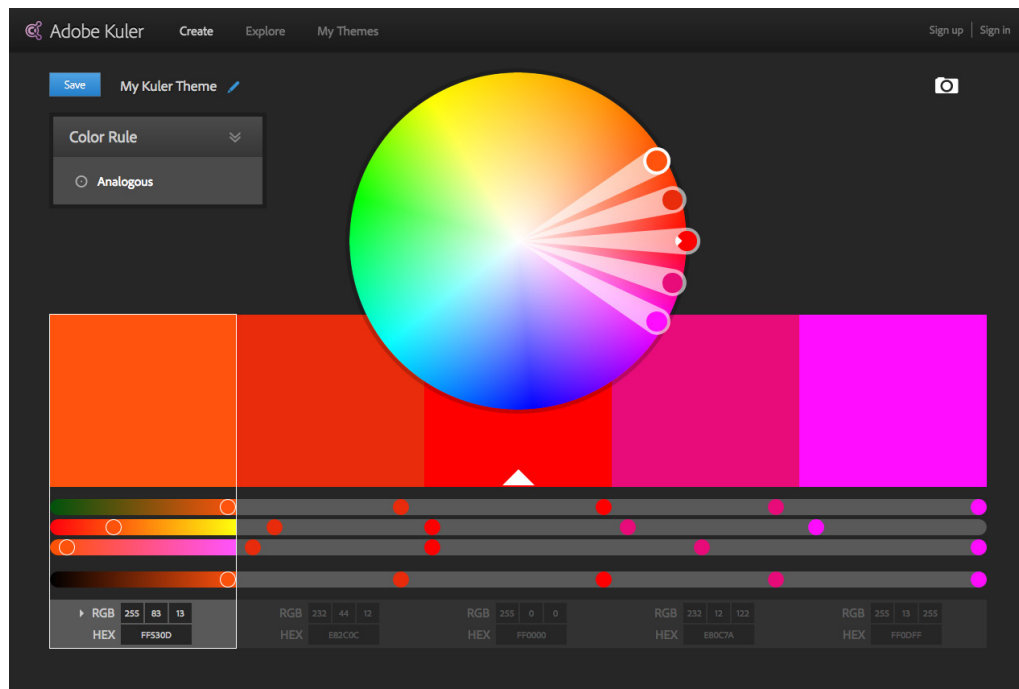 Adobe Kuler Create Explore My Themes Sign up Sign in
Save My Kuler Theme
Color Rule
Analogous
RGB 255 83 13 RGB 232 44 12 RGB 255 0 0 RGB 232 12 122 RGB 255 13 255
HEX FF530D HEX E82C0C HEX FF0000 HEX E80C7A HEX FF0DFF